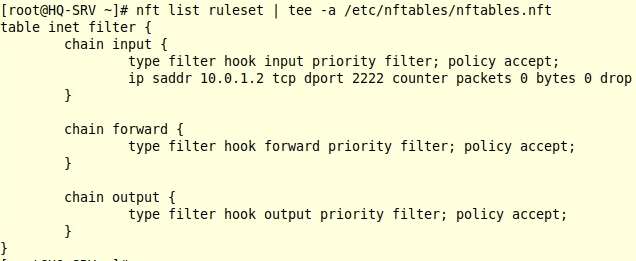 [root@HQ-SRV ~]# nft list ruleset | tee -a /etc/nftables/nftables.nft
table inet filter {
        chain input {
                type filter hook input priority filter; policy accept;
                ip saddr 10.0.1.2 tcp dport 2222 counter packets 0 bytes 0 drop
        }

        chain forward {
                type filter hook forward priority filter; policy accept;
        }

        chain output {
                type filter hook output priority filter; policy accept;
        }
}